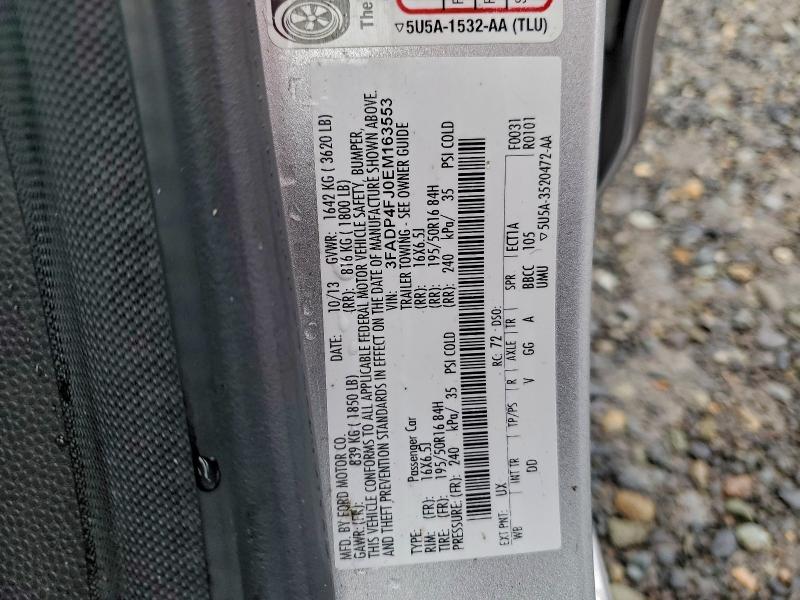 The
▽5U5A-1532-AA (TLU)
MFD. BY FORD MOTOR CO.
DATE: 10/13 GVWR: 1642 KG ( 3620 LB)
GAWR: (FR) 839 KG ( 1850 LB) (RR) 816 KG ( 1800 LB)
THIS VEHICLE CONFORMS TO ALL APPLICABLE FEDERAL MOTOR VEHICLE SAFETY, BUMPER,
AND THEFT PREVENTION STANDARDS IN EFFECT ON THE DATE OF MANUFACTURE SHOWN ABOVE.
VIN: 3FADP4FJ0EM163553
TYPE: Passenger Car TRAILER TOWING - SEE OWNER GUIDE
RIM: (FR) 16X6.5J (RR) 16X6.5J
TIRE: (FR) 195/50R16 84H (RR) 195/50R16 84H
PRESSURE: (FR) 240 kPa/ 35 PSI COLD (RR) 240 kPa/ 35 PSI COLD
RC: 72 DSO: F0031
EXT PNT: UX R0101
WB INT TR TP/PS R AXLE TR SPR ECT1A
DD V GG A BBCC 105
UMU ▽5U5A-3520472-AA